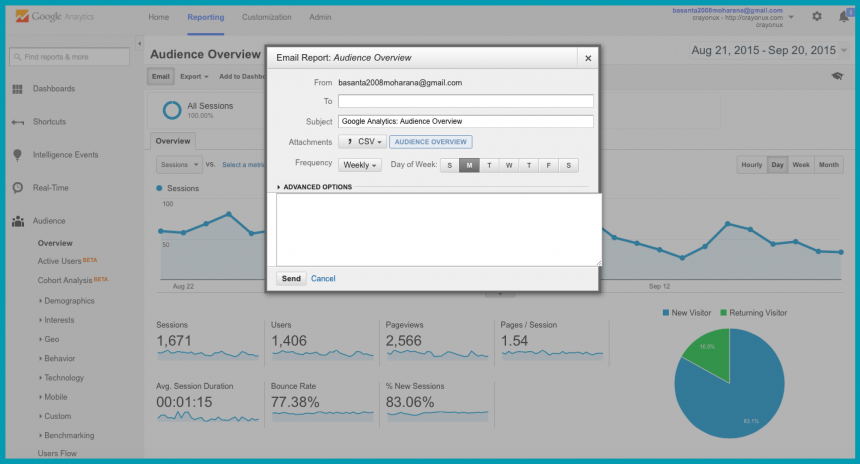 Google Analytics Home Reporting Customization Admin
basanta2008moharana@gmail.com
crayonux - http://crayonux.com
crayonux
1
Find reports & more
Dashboards
Shortcuts
Intelligence Events
Real-Time
Audience
Overview
Active Users BETA
Cohort Analysis BETA
Demographics
Interests
Geo
Behavior
Technology
Mobile
Custom
Benchmarking
Users Flow
Audience Overview
Aug 21, 2015 - Sep 20, 2015
Email Export Add to Dashbo
All Sessions
100.00%
Overview
Sessions VS. Select a metri
Hourly Day Week Month
Sessions
100
50
Aug 22 Sep 12
Email Report: Audience Overview
From basanta2008moharana@gmail.com
To
Subject Google Analytics: Audience Overview
Attachments CSV AUDIENCE OVERVIEW
Frequency Weekly Day of Week: S M T W T F S
ADVANCED OPTIONS
Send Cancel
Sessions Users Pageviews Pages / Session
1,671 1,406 2,566 1.54
Avg. Session Duration Bounce Rate % New Sessions
00:01:15 77.38% 83.06%
New Visitor Returning Visitor
16.9%
83.1%